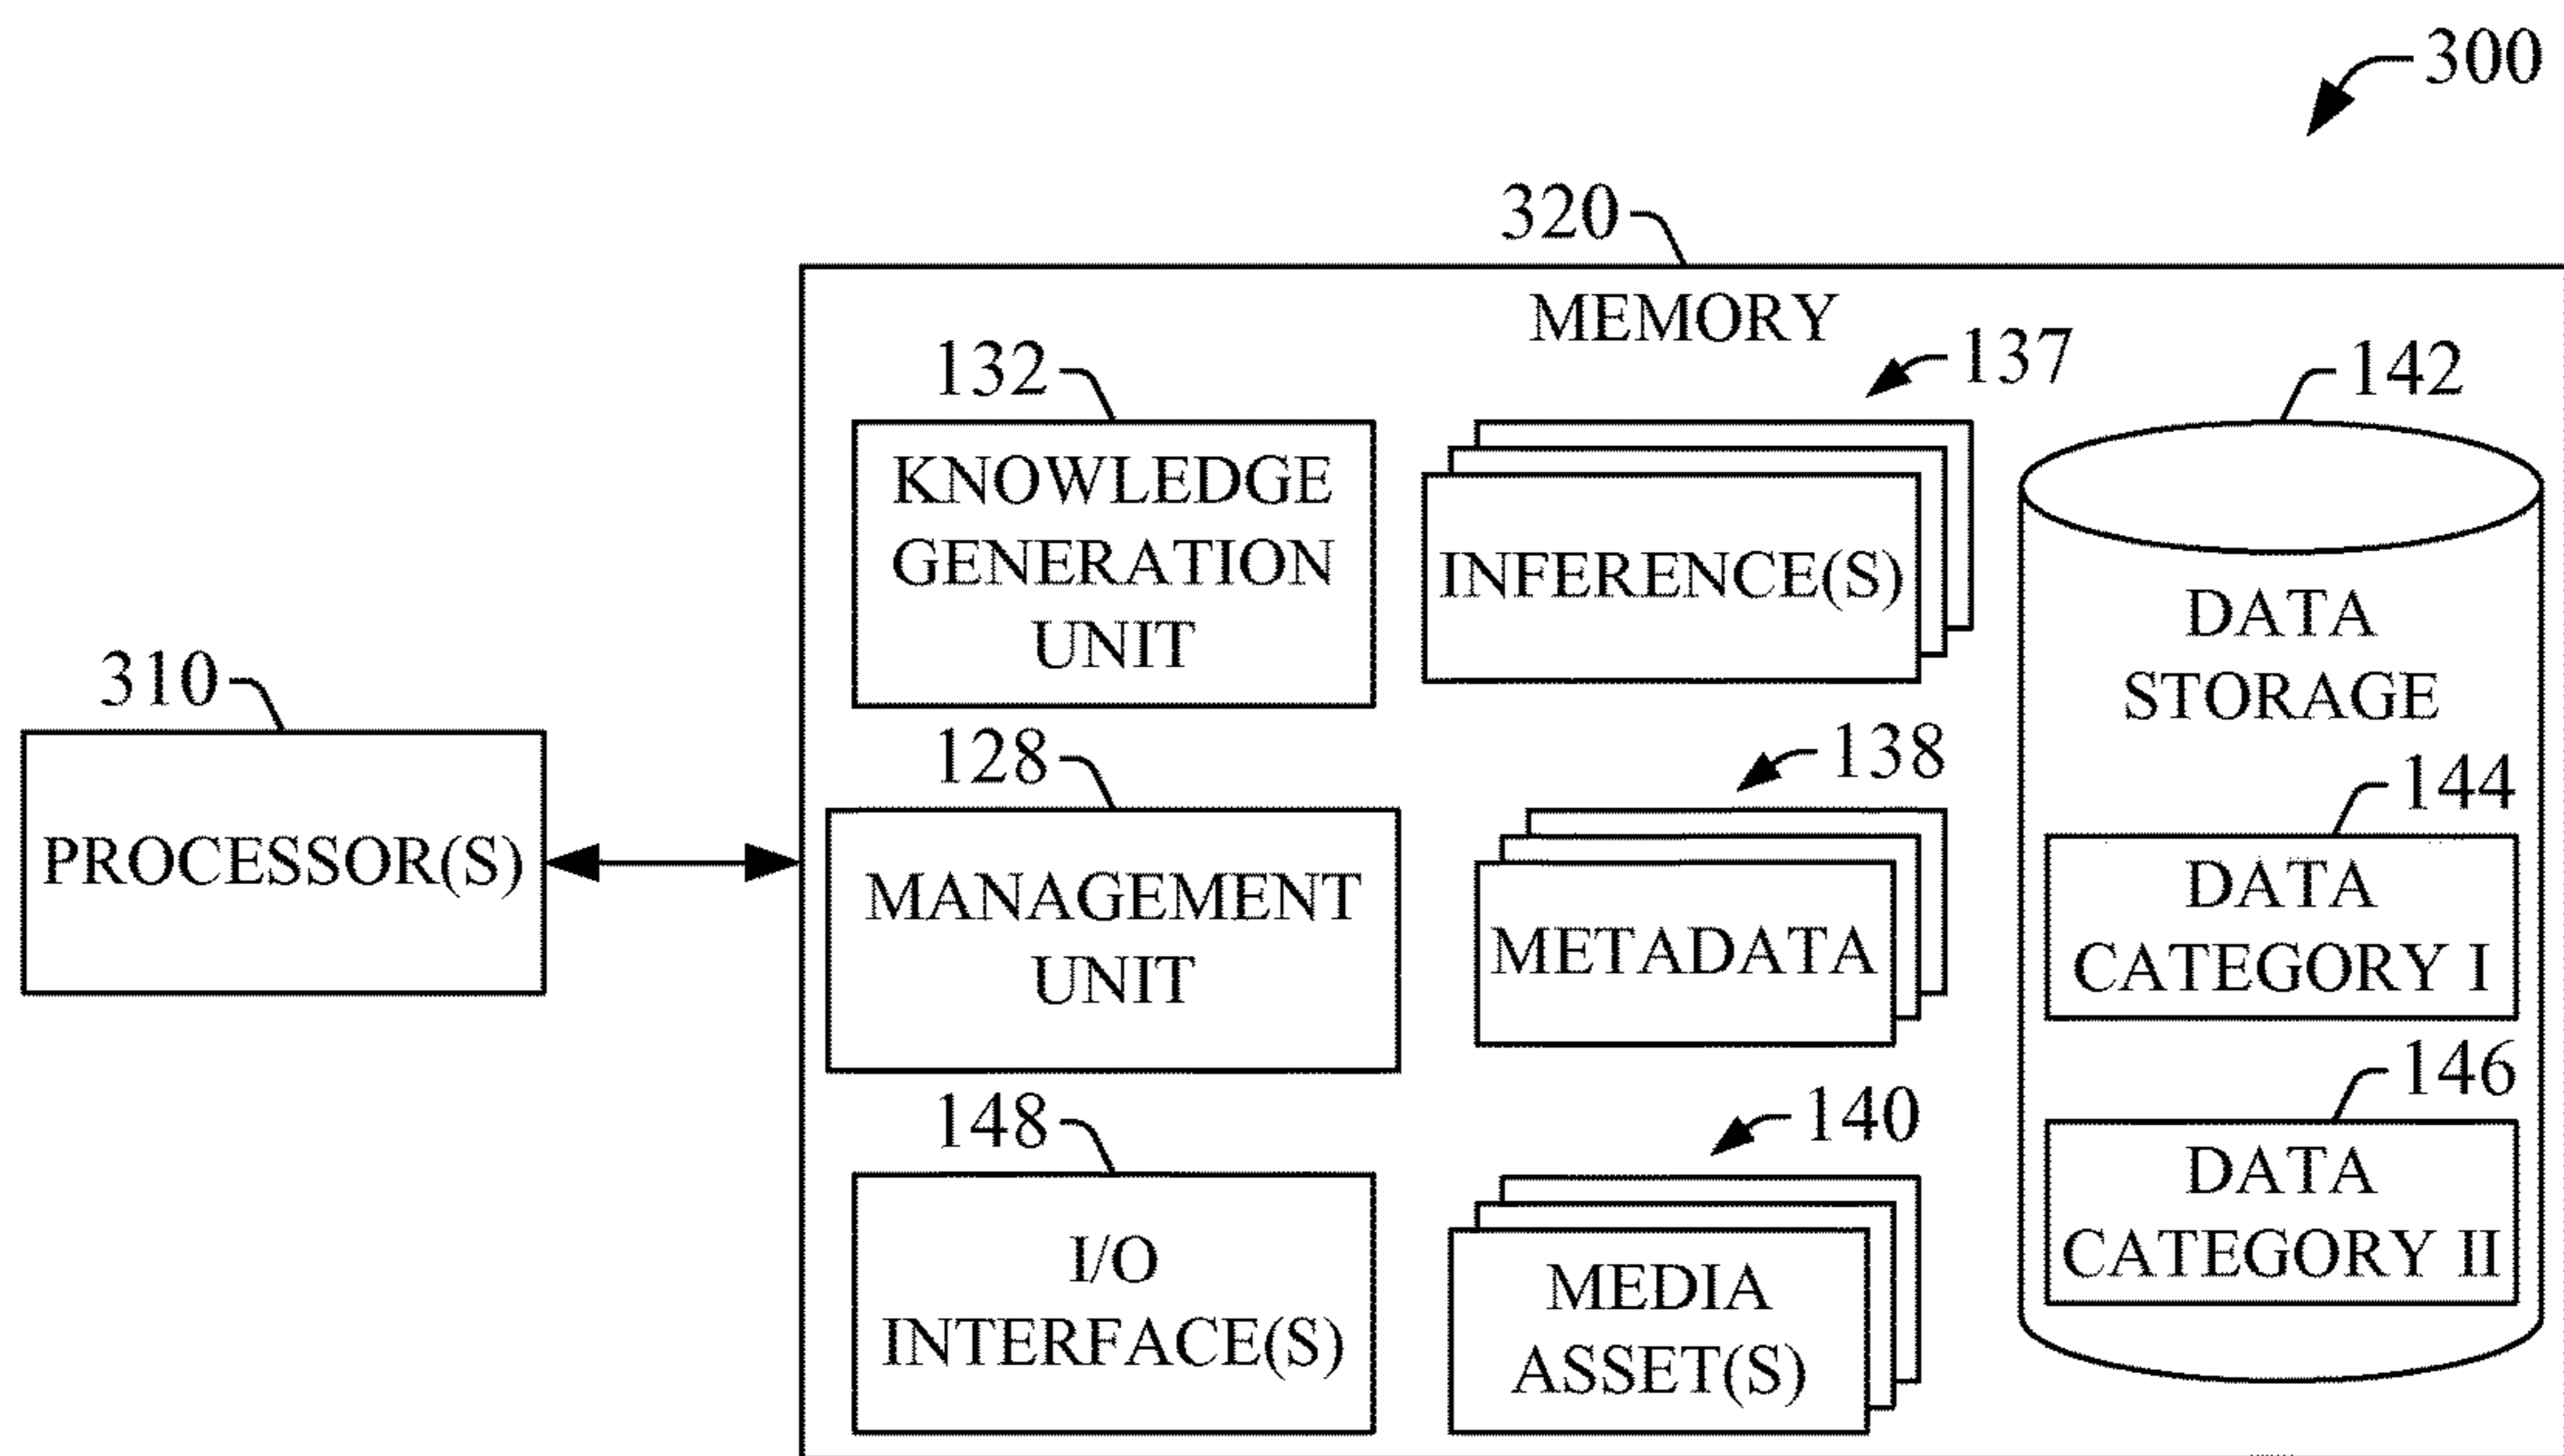 300
320
MEMORY
132
137
142
KNOWLEDGE
GENERATION
UNIT
INFERENCE(S)
DATA
STORAGE
310
PROCESSOR(S)
128
MANAGEMENT
UNIT
138
METADATA
144
DATA
CATEGORY I
146
DATA
CATEGORY II
148
I/O
INTERFACE(S)
140
MEDIA
ASSET(S)